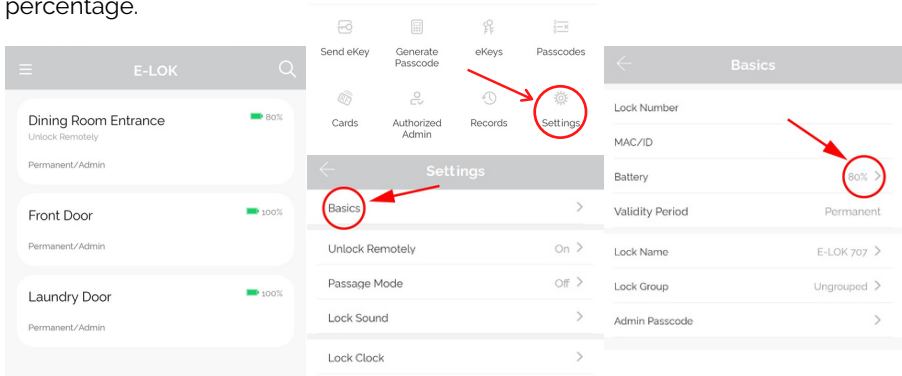 percentage.
E-LOK
Dining Room Entrance
80%
Unlock Remotely
Permanent/Admin
Front Door
100%
Permanent/Admin
Laundry Door
100%
Permanent/Admin
Send eKey
Generate
Passcode
eKeys
Passcodes
Cards
Authorized
Admin
Records
Settings
Settings
Basics
Unlock Remotely
On
Passage Mode
Off
Lock Sound
Lock Clock
Basics
Lock Number
MAC/ID
Battery
80%
Validity Period
Permanent
Lock Name
E-LOK 707
Lock Group
Ungrouped
Admin Passcode